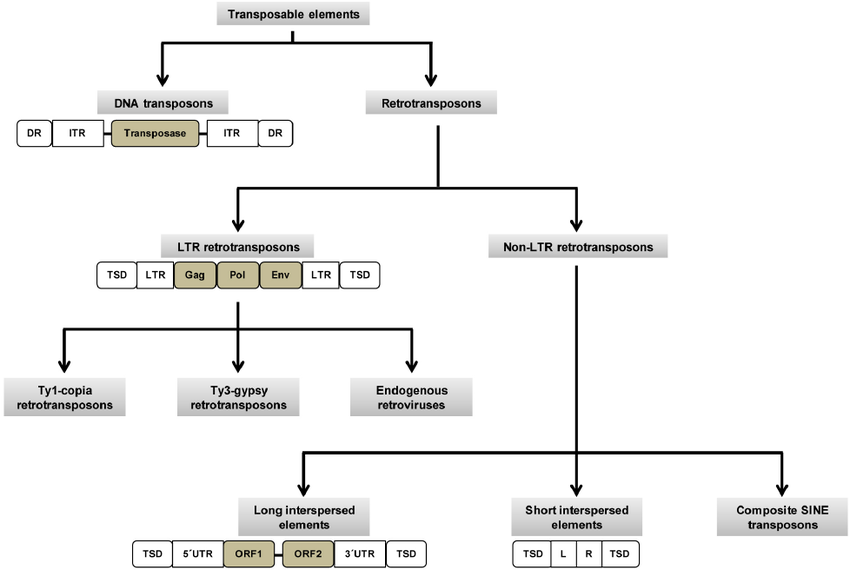 Transposable elements
DNA transposons
Retrotransposons
DR ITR Transposase ITR DR
LTR retrotransposons
Non-LTR retrotransposons
TSD LTR Gag Pol Env LTR TSD
Ty1-copia
retrotransposons
Ty3-gypsy
retrotransposons
Endogenous
retroviruses
Long interspersed
elements
Short interspersed
elements
Composite SINE
transposons
TSD 5´UTR ORF1 ORF2 3´UTR TSD
TSD L R TSD